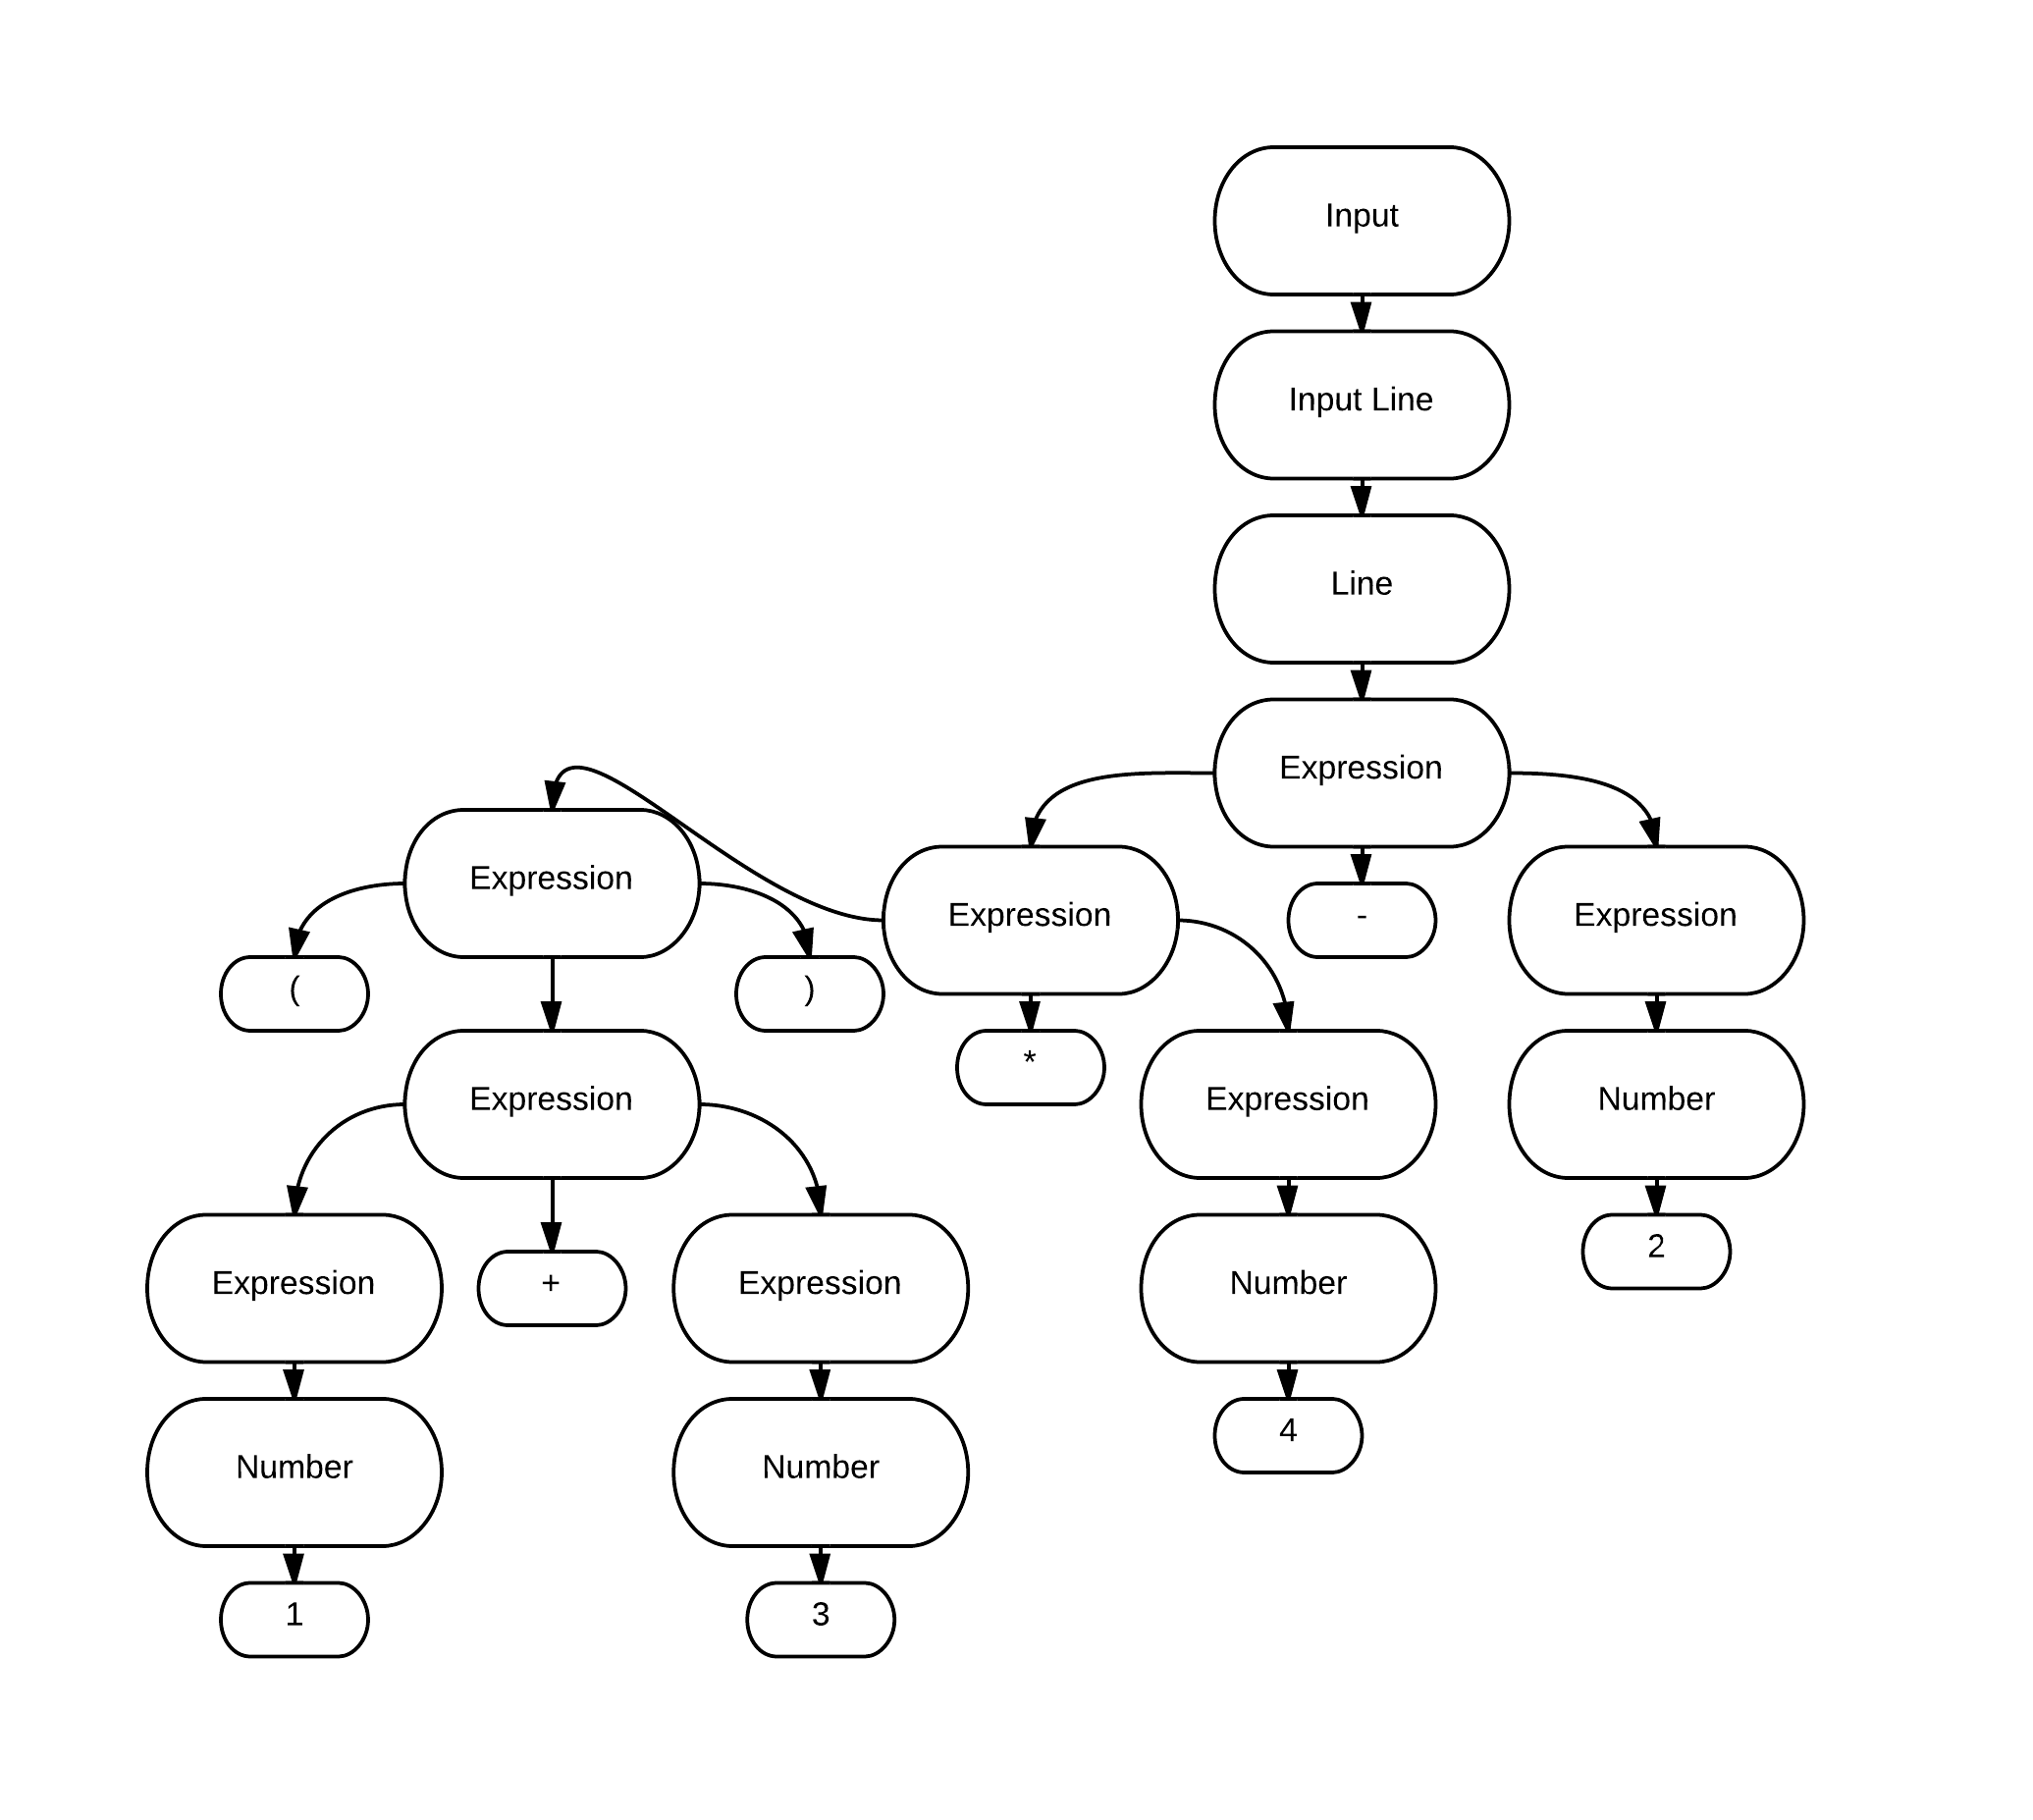 Input
Input Line
Line
Expression
Expression
Expression
-
Expression
(
)
*
Expression
Expression
Number
Expression
+
Expression
Number
2
Number
Number
4
1
3